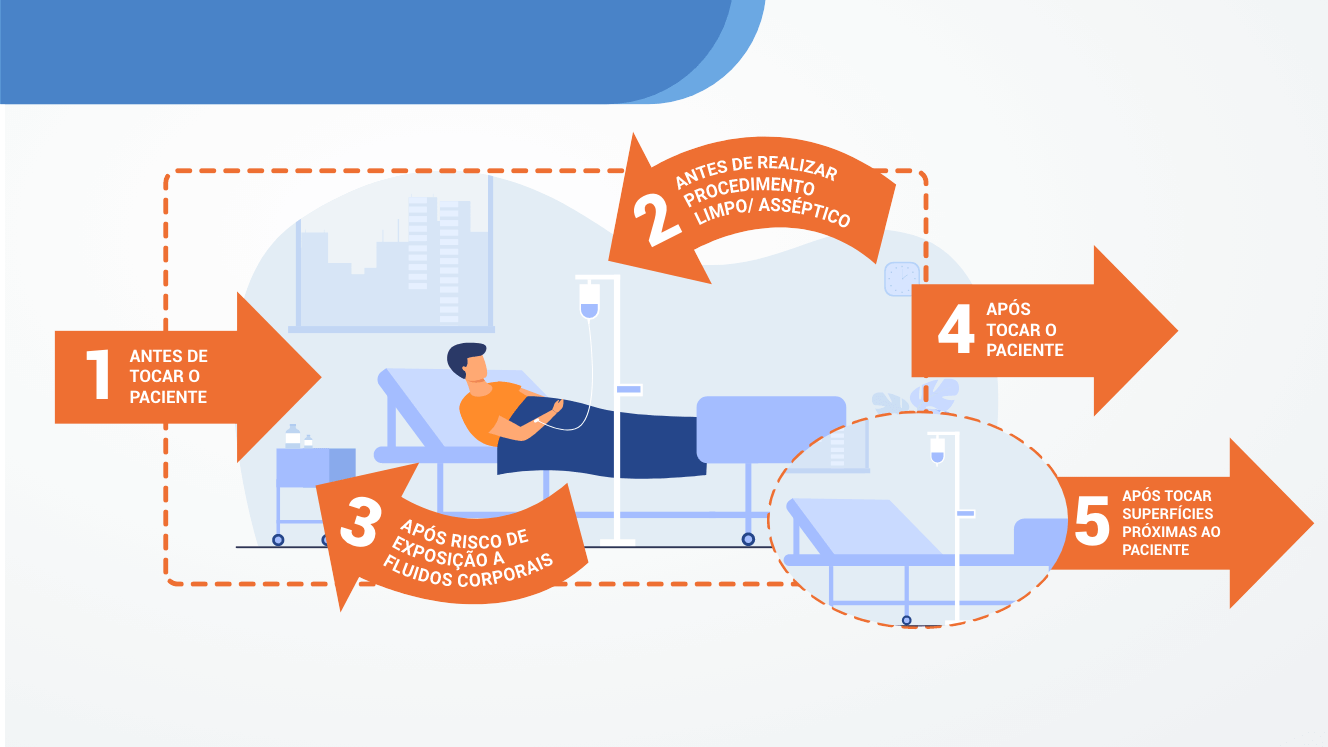 1
ANTES DE
TOCAR O
PACIENTE
2
ANTES DE REALIZAR
PROCEDIMENTO
LIMPO/ ASSÉPTICO
3
APÓS RISCO DE
EXPOSIÇÃO A
FLUIDOS CORPORAIS
4
APÓS
TOCAR O
PACIENTE
5
APÓS TOCAR
SUPERFÍCIES
PRÓXIMAS AO
PACIENTE